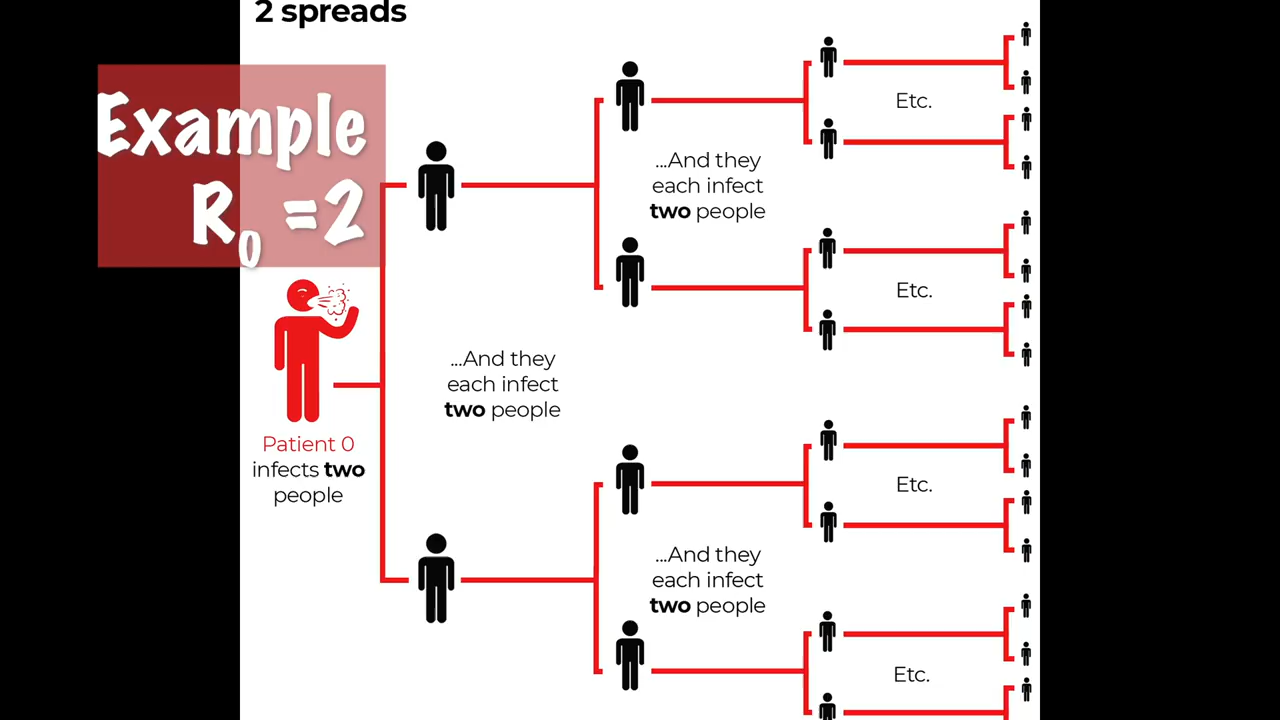 2 spreads
Example
R0 =2
Patient 0
infects two
people
...And they
each infect
two people
...And they
each infect
two people
...And they
each infect
two people
Etc.
Etc.
Etc.
Etc.